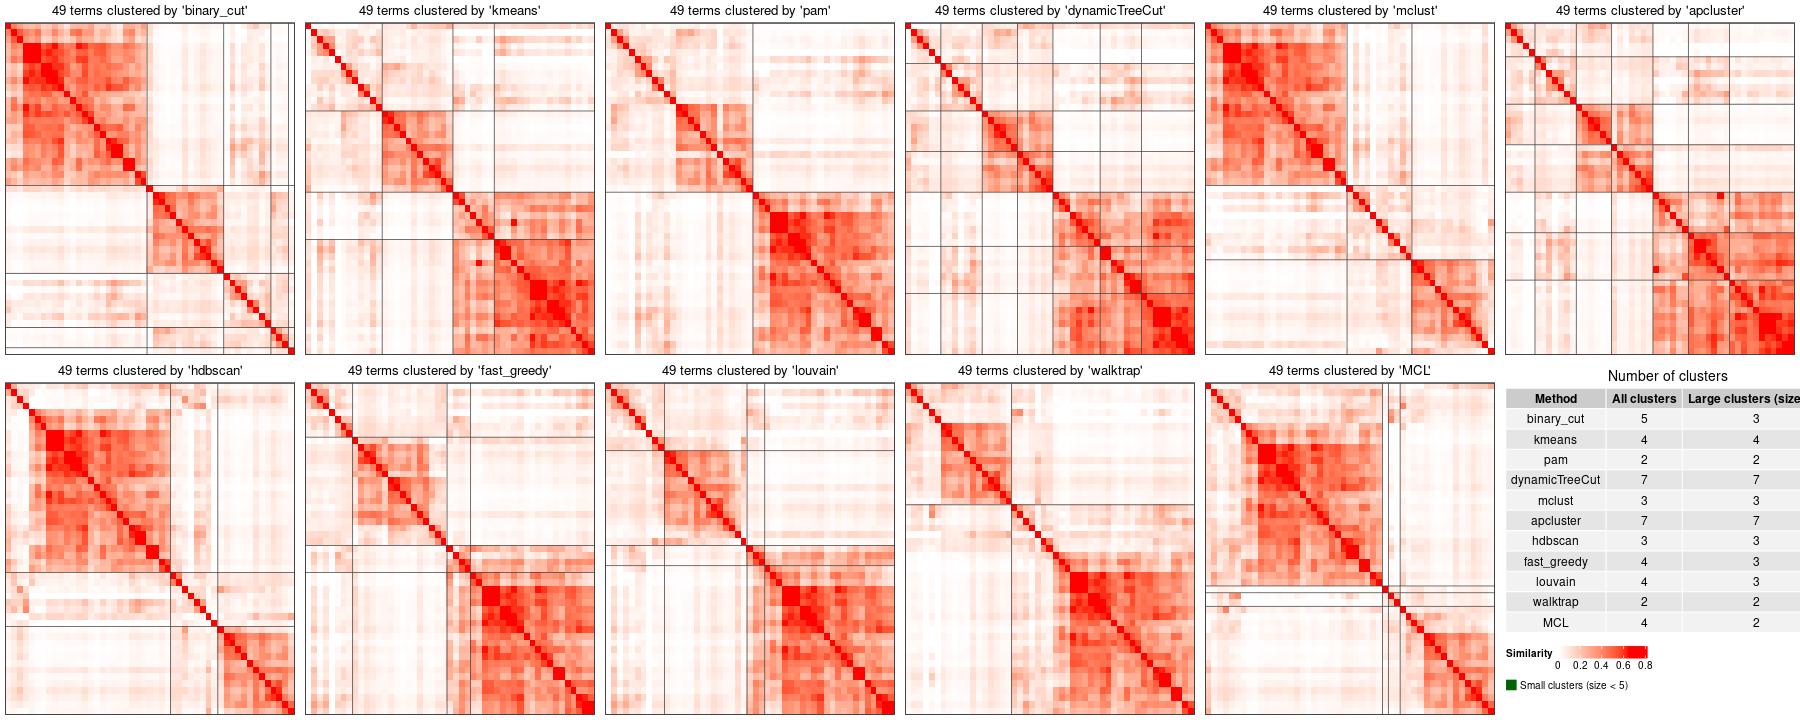 49 terms clustered by 'binary_cut'
49 terms clustered by 'kmeans'
49 terms clustered by 'pam'
49 terms clustered by 'dynamicTreeCut'
49 terms clustered by 'mclust'
49 terms clustered by 'apcluster'
49 terms clustered by 'hdbscan'
49 terms clustered by 'fast_greedy'
49 terms clustered by 'louvain'
49 terms clustered by 'walktrap'
49 terms clustered by 'MCL'
Number of clusters
Method All clusters Large clusters (size
binary_cut 5 3
kmeans 4 4
pam 2 2
dynamicTreeCut 7 7
mclust 3 3
apcluster 7 7
hdbscan 3 3
fast_greedy 4 3
louvain 4 3
walktrap 2 2
MCL 4 2
Similarity
0 0.2 0.4 0.6 0.8
Small clusters (size < 5)